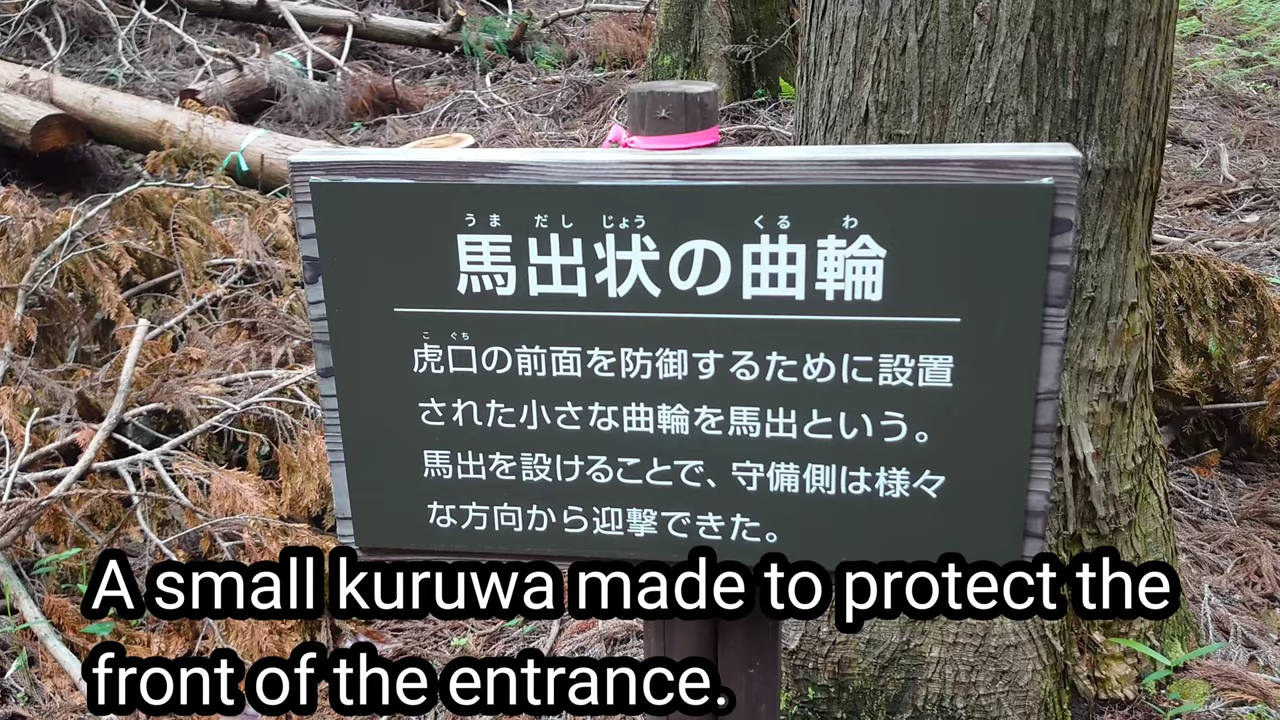 うま だし じょう くる わ
馬出状の曲輪
こ ぐち
虎口の前面を防御するために設置
された小さな曲輪を馬出という。
馬出を設けることで、守備側は様々
な方向から迎撃できた。
A small kuruwa made to protect the
front of the entrance.